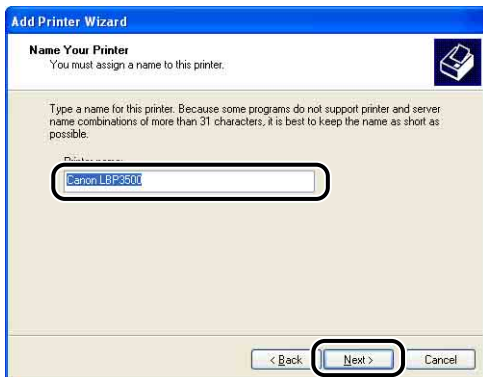 Add Printer Wizard
Name Your Printer
You must assign a name to this printer.
Type a name for this printer. Because some programs do not support printer and server
name combinations of more than 31 characters, it is best to keep the name as short as
possible.
Printer name:
Canon LBP3500
< Back Next > Cancel